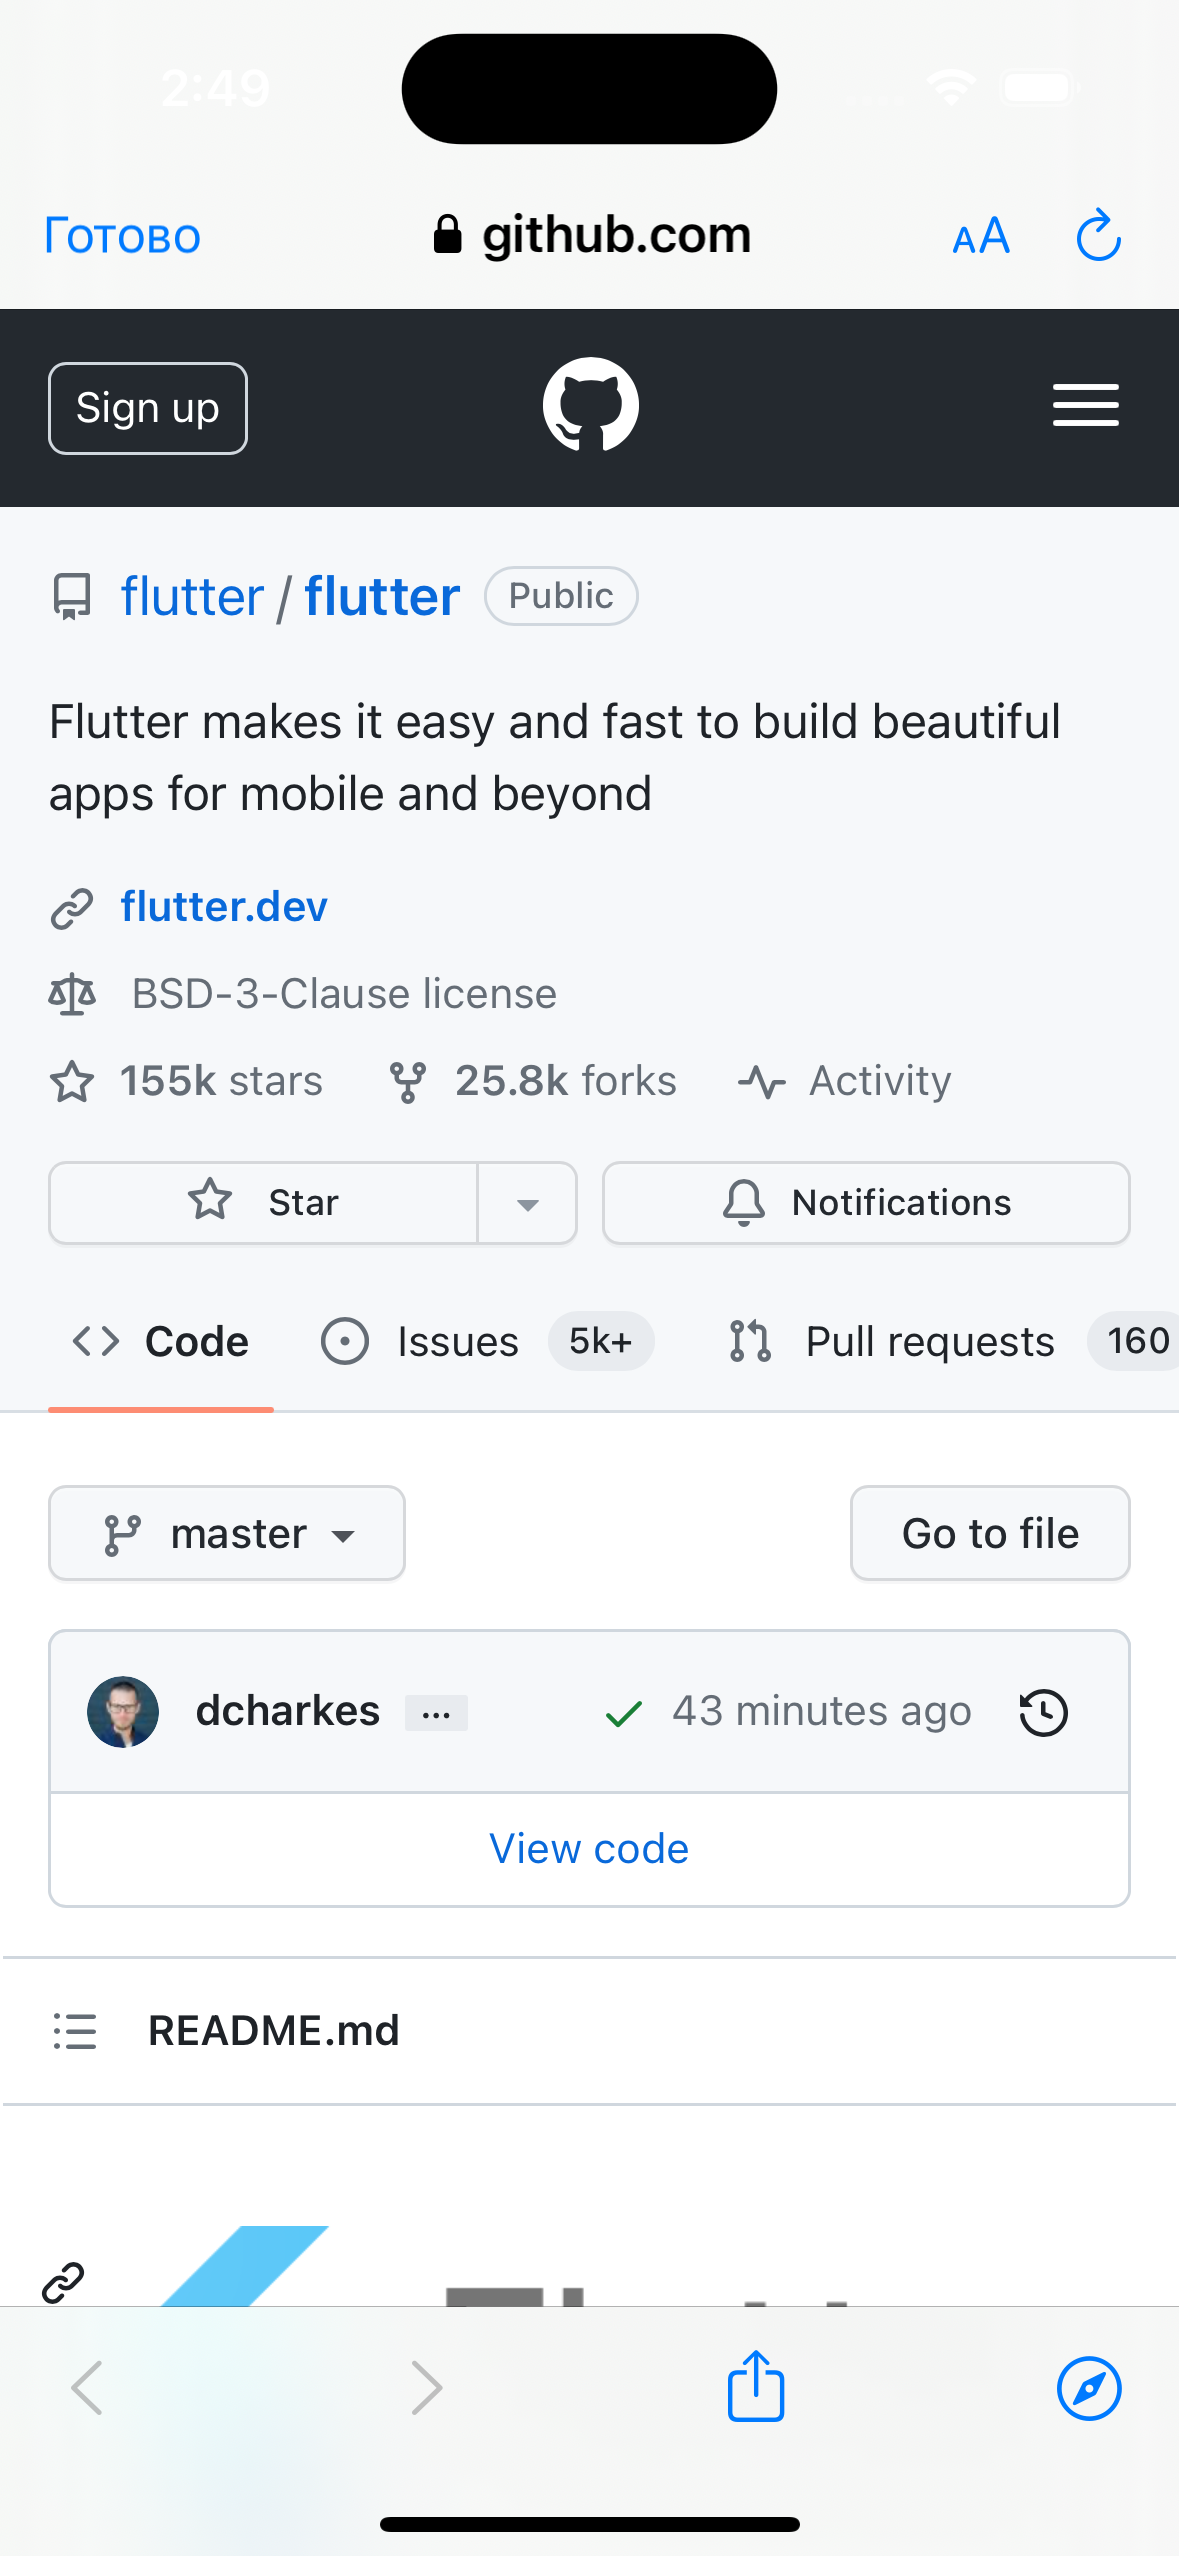 2:49
Готово
github.com
AA
Sign up
flutter / flutter Public
Flutter makes it easy and fast to build beautiful
apps for mobile and beyond
flutter.dev
BSD-3-Clause license
155k stars 25.8k forks Activity
Star Notifications
Code Issues 5k+ Pull requests 160
master Go to file
dcharkes ... 43 minutes ago
View code
README.md